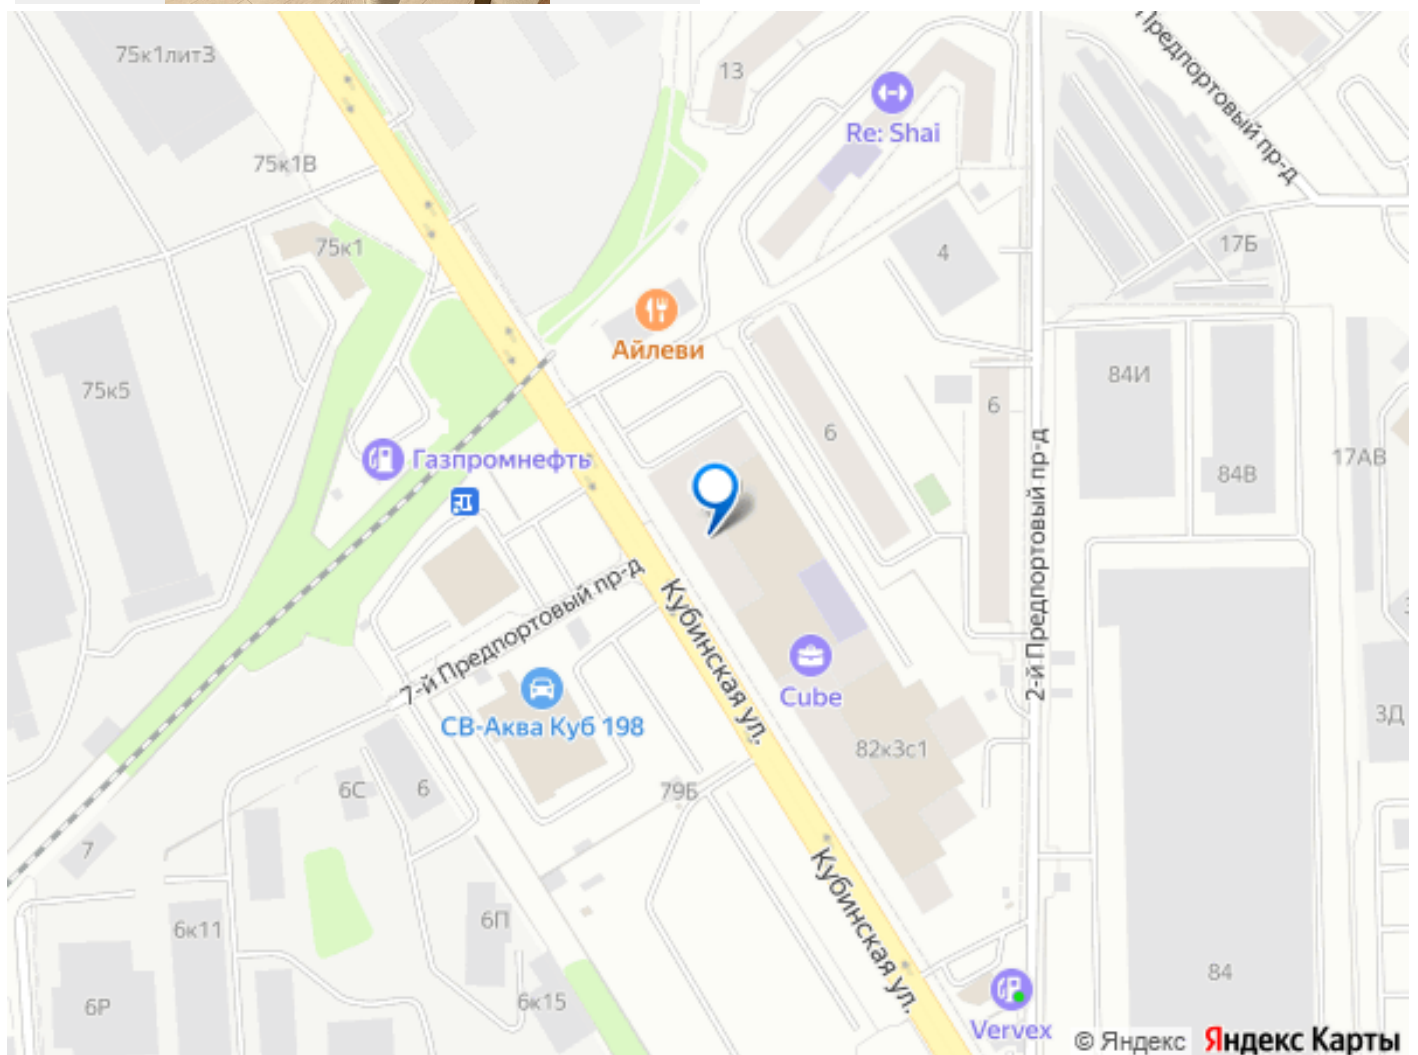 75к1лит3
13
Предпортовый пр-д
Re: Shai
75к1В
75к1
4
17Б
Айлеви
84И
75к5
6
6
17АВ
Газпромнефть
84В
2-й Предпортовый пр-д
7-й Предпортовый пр-д
Кубинская ул.
Cube
СВ-Аква Куб 198
3Д
82к3с1
6С
6
79Б
7
Кубинская ул.
6П
6к11
84
6к15
6Р
Vervex
© Яндекс Яндекс Карты